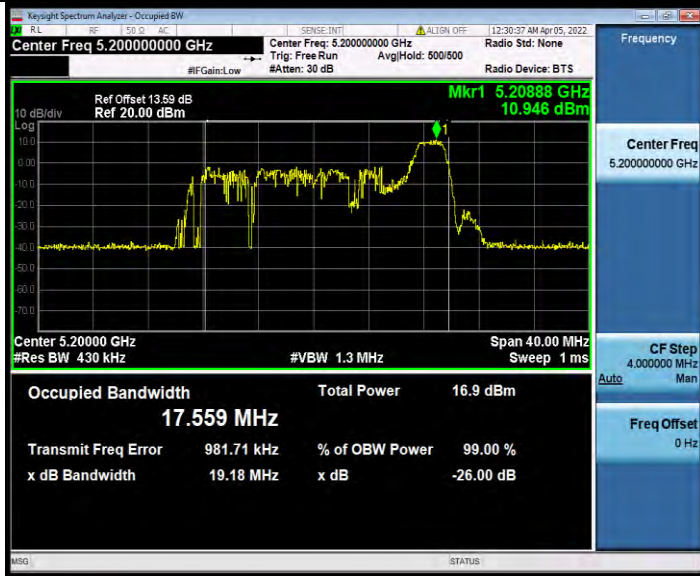 Keysight Spectrum Analyzer - Occupied BW
RL RF 50 Ω AC SENSE:INT ALIGN OFF 12:30:37 AM Apr 05, 2022
Center Freq 5.200000000 GHz
Center Freq: 5.200000000 GHz Radio Std: None
Trig: Free Run Avg|Hold: 500/500
#IFGain:Low #Atten: 30 dB Radio Device: BTS
Frequency
Mkr1 5.20888 GHz
10.946 dBm
Ref Offset 13.59 dB
10 dB/div Ref 20.00 dBm
Log
1
10.0
0.00
-10.0
-20.0
-30.0
-40.0
-50.0
-60.0
-70.0
Center Freq
5.200000000 GHz
Center 5.20000 GHz Span 40.00 MHz
#Res BW 430 kHz #VBW 1.3 MHz Sweep 1 ms
CF Step
4.000000 MHz
Auto Man
Occupied Bandwidth Total Power 16.9 dBm
17.559 MHz
Freq Offset
0 Hz
Transmit Freq Error 981.71 kHz % of OBW Power 99.00 %
x dB Bandwidth 19.18 MHz x dB -26.00 dB
MSG STATUS